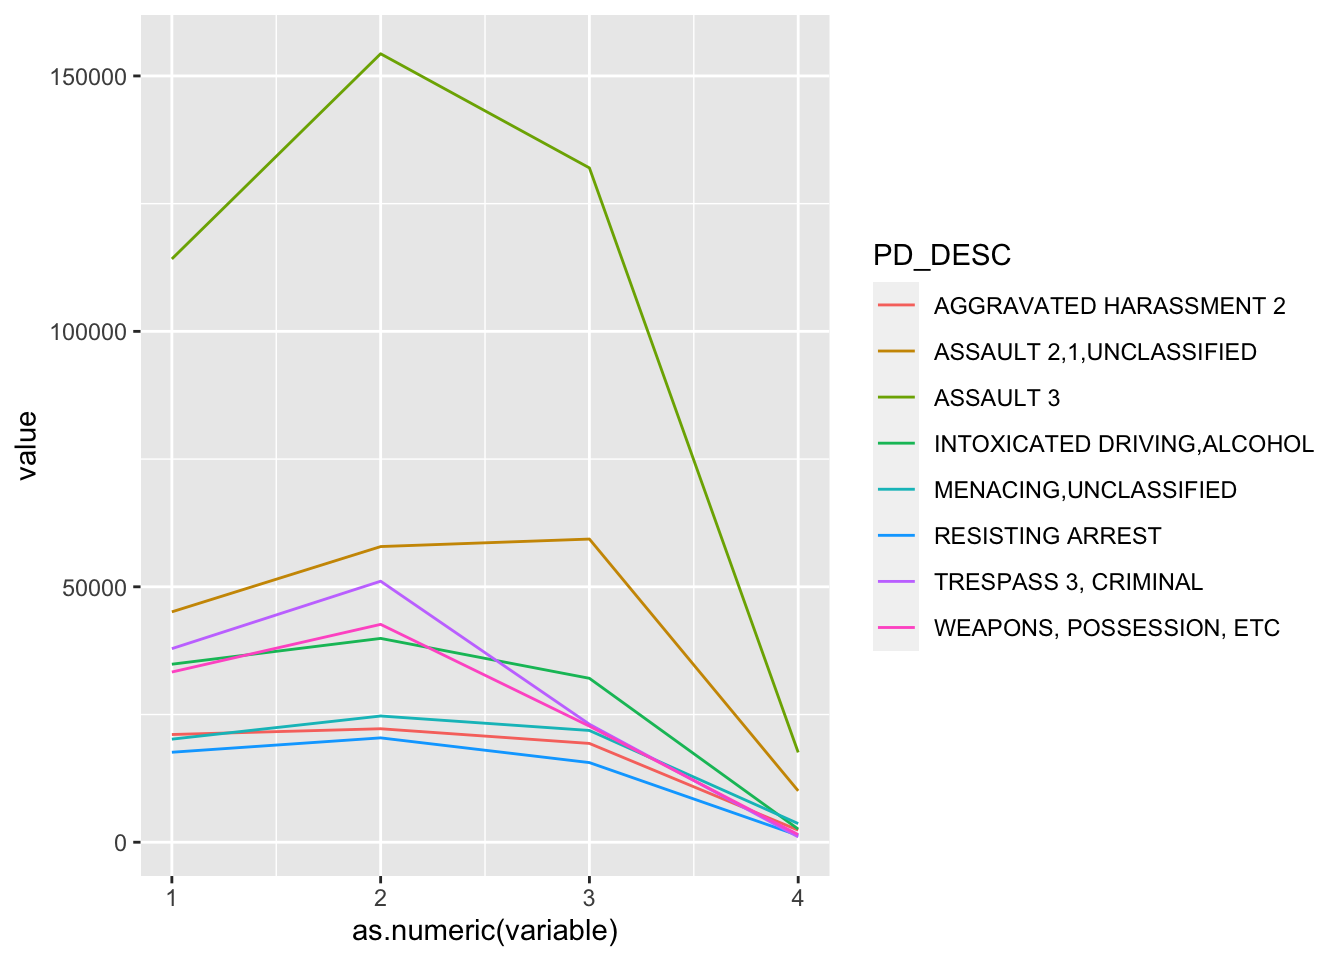 150000
100000
50000
0
value
1 2 3 4
as.numeric(variable)
PD_DESC
AGGRAVATED HARASSMENT 2
ASSAULT 2,1,UNCLASSIFIED
ASSAULT 3
INTOXICATED DRIVING,ALCOHOL
MENACING,UNCLASSIFIED
RESISTING ARREST
TRESPASS 3, CRIMINAL
WEAPONS, POSSESSION, ETC